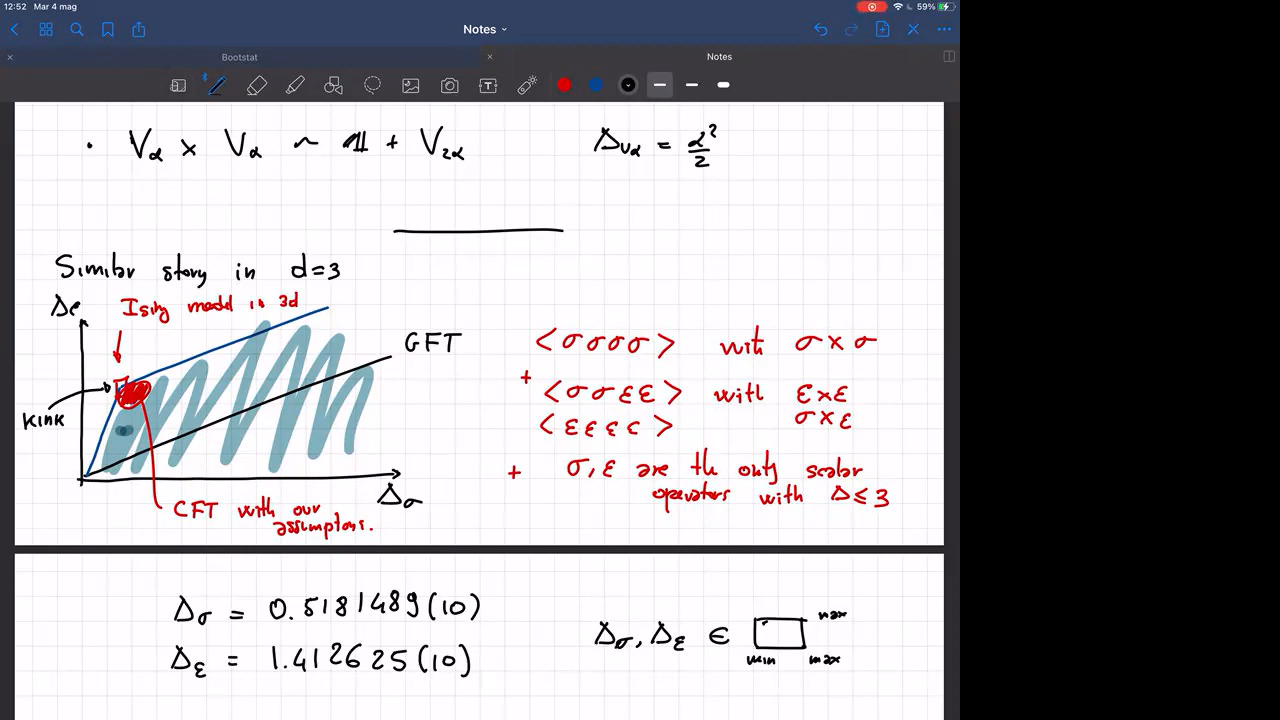 12:52 Mar 4 mag
59%
Notes
Bootstat
Notes
• Vα × Vα ~ 𝟙 + V2α
ΔVα = α²/2
Similar story in d=3
Δε
Ising model in 3d
GFT
Kink
Δσ
CFT with our
assumptions.
<σσσσ> with σ×σ
+ <σσεε> with ε×ε
<εεεε> σ×ε
+ σ, ε are the only scalar
operators with Δ≤3
Δσ = 0.5181489(10)
Δε = 1.412625(10)
Δσ, Δε ∈
max
min max